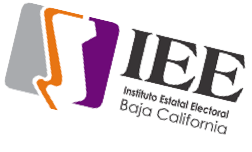 IEE
Instituto Estatal Electoral
Baja California